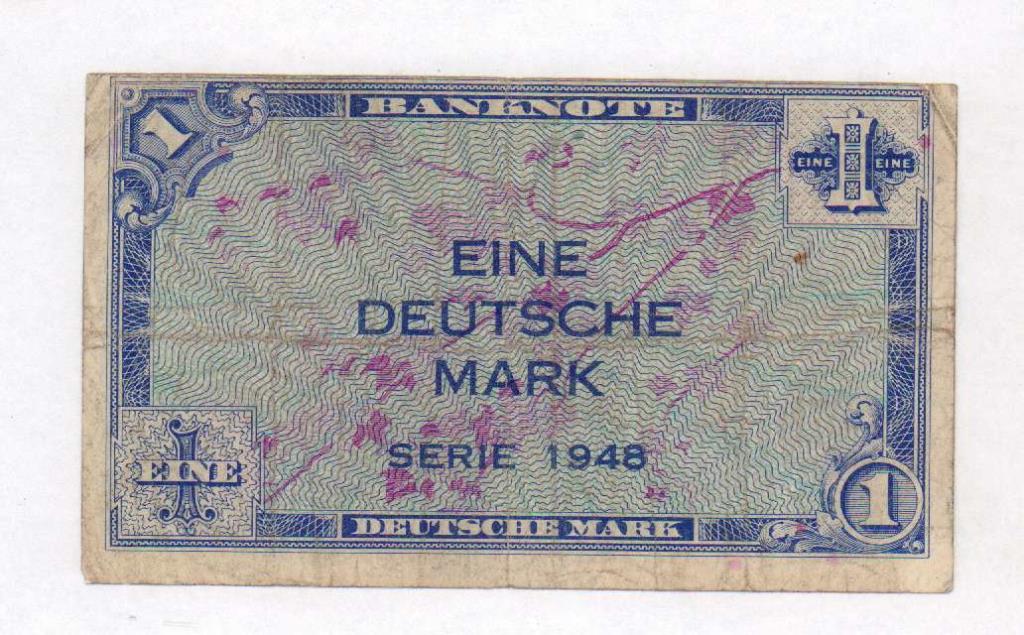 BANKNOTE
1
EINE 1 EINE
EINE
DEUTSCHE
MARK
SERIE 1948
EINE
1
1
DEUTSCHE MARK